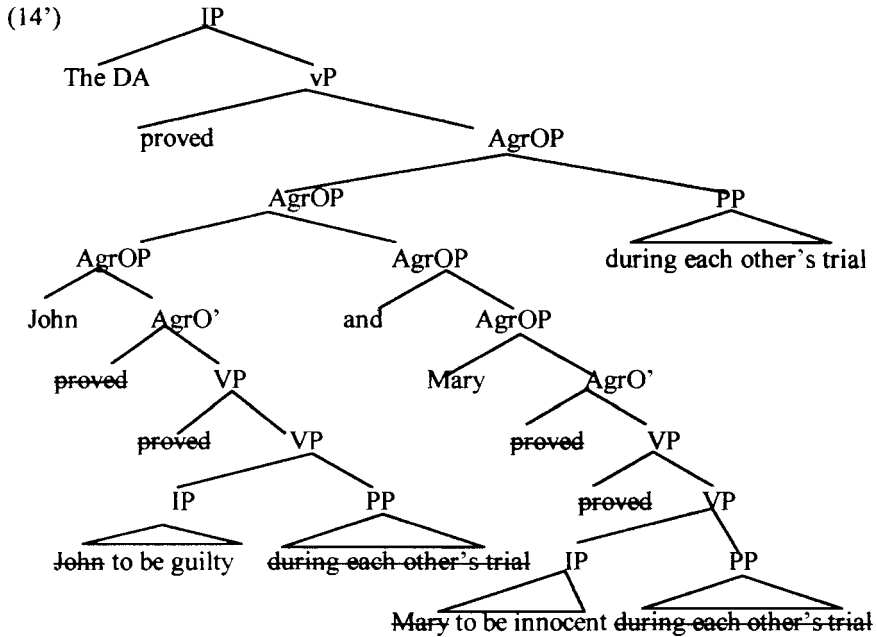 (14’) IP
The DA vP
proved AgrOP
AgrOP PP
AgrOP AgrOP during each other’s trial
John AgrO’ and AgrOP
proved VP Mary AgrO’
proved VP proved VP
IP PP proved VP
John to be guilty during each other’s trial IP PP
Mary to be innocent during each other’s trial